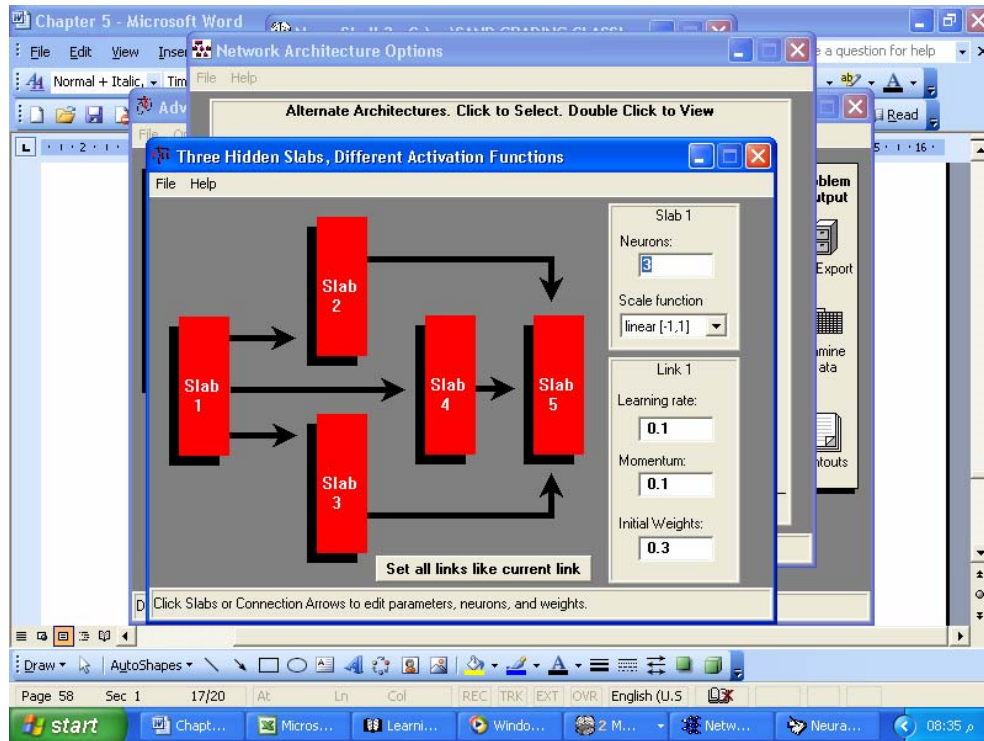 Chapter 5 - Microsoft Word
File Edit View Inser
e a question for help
Normal + Italic, Tim
Read
Network Architecture Options
File Help
Alternate Architectures. Click to Select. Double Click to View
Adv
File
Three Hidden Slabs, Different Activation Functions
File Help
Slab 1
Slab 2
Slab 3
Slab 4
Slab 5
Slab 1
Neurons:
3
Scale function
linear [-1,1]
Link 1
Learning rate:
0.1
Momentum:
0.1
Initial Weights:
0.3
Set all links like current link
Click Slabs or Connection Arrows to edit parameters, neurons, and weights.
blem
utput
Export
mine
ata
ntouts
Draw AutoShapes
Page 58 Sec 1 17/20 At Ln Col REC TRK EXT OVR English (U.S
start Chapt... Micros... Learni... Windo... 2 M... Netw... Neura... 08:35 م